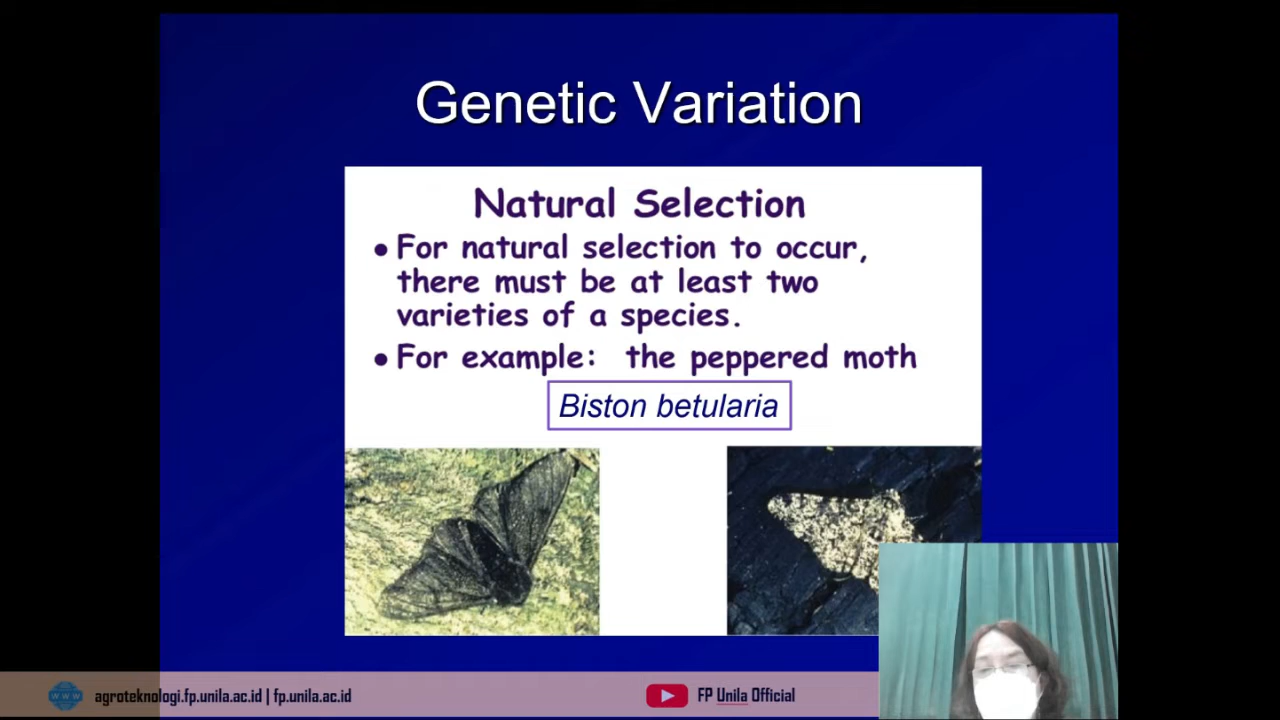 Genetic Variation
Natural Selection
• For natural selection to occur,
there must be at least two
varieties of a species.
• For example: the peppered moth
Biston betularia
WWW
agroteknologi.fp.unila.ac.id | fp.unila.ac.id
FP Unila Official